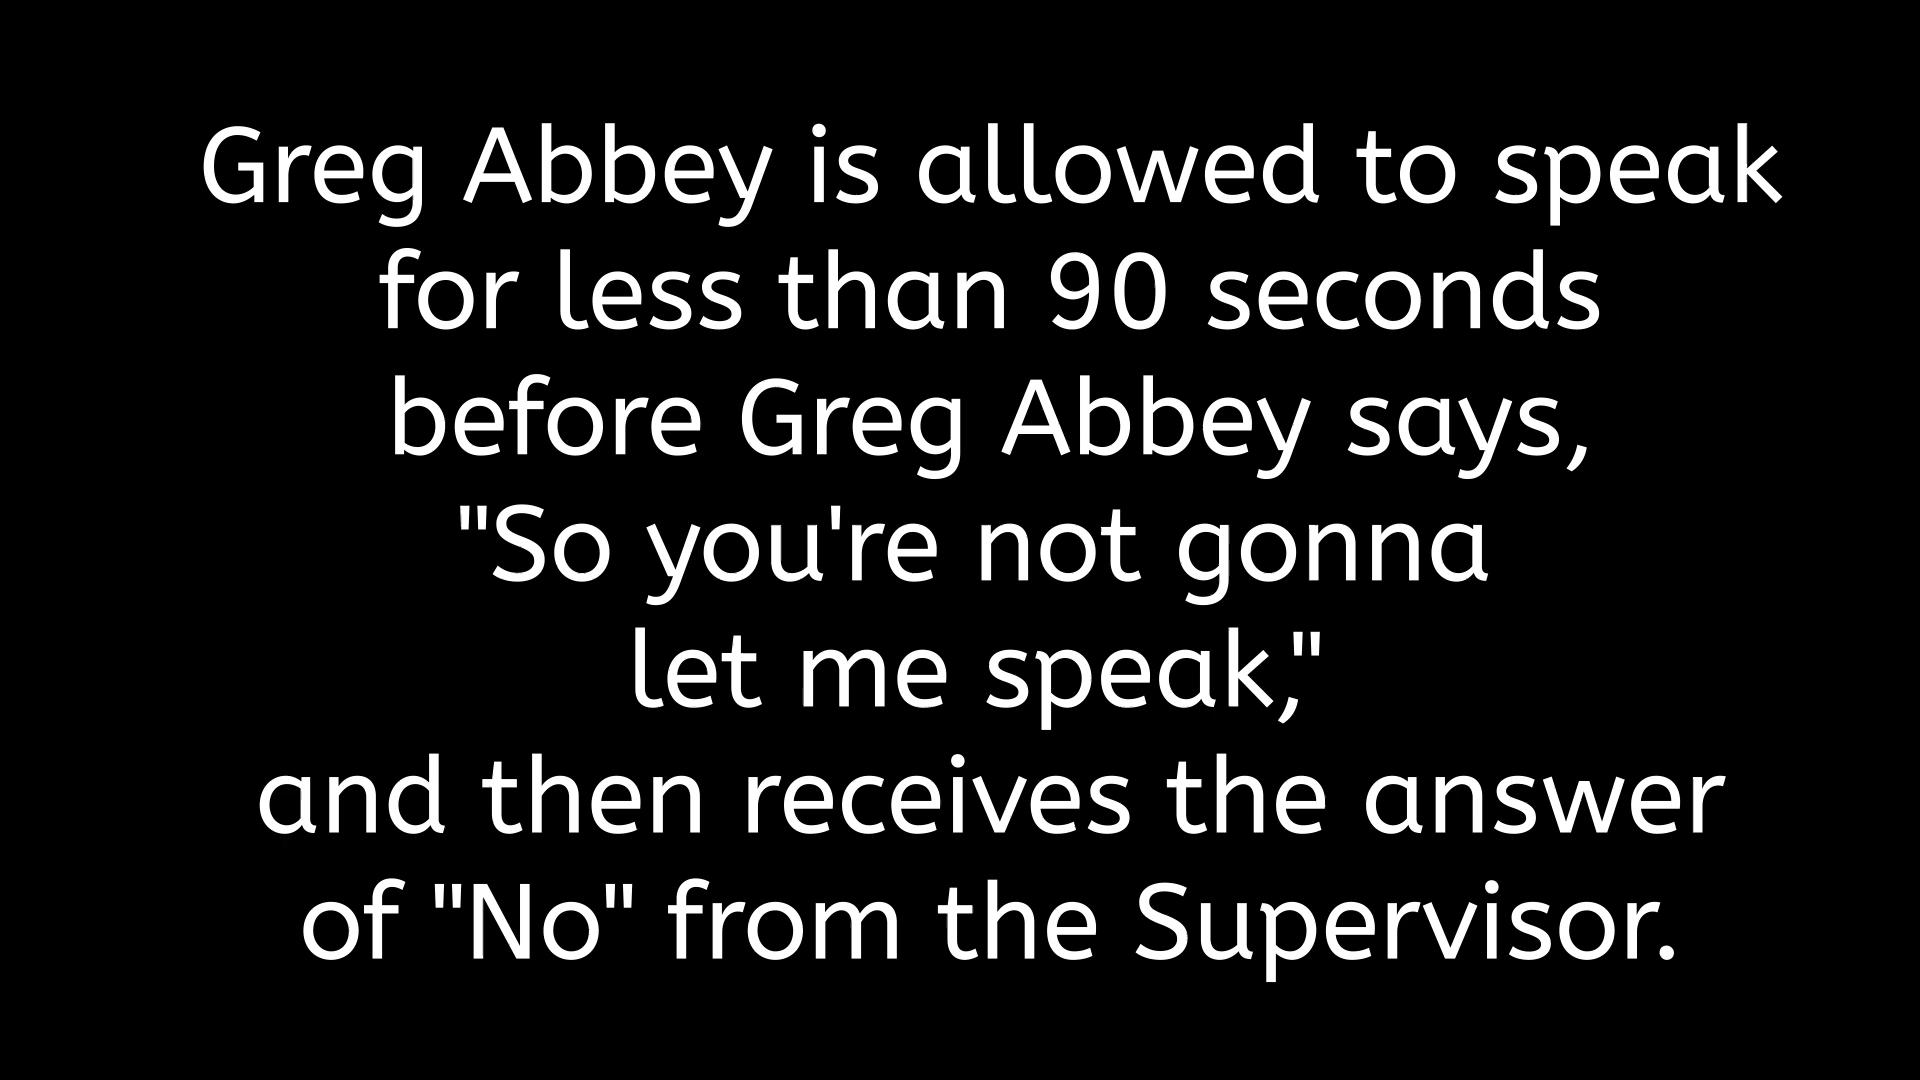 Greg Abbey is allowed to speak
for less than 90 seconds
before Greg Abbey says,
"So you're not gonna
let me speak,"
and then receives the answer
of "No" from the Supervisor.